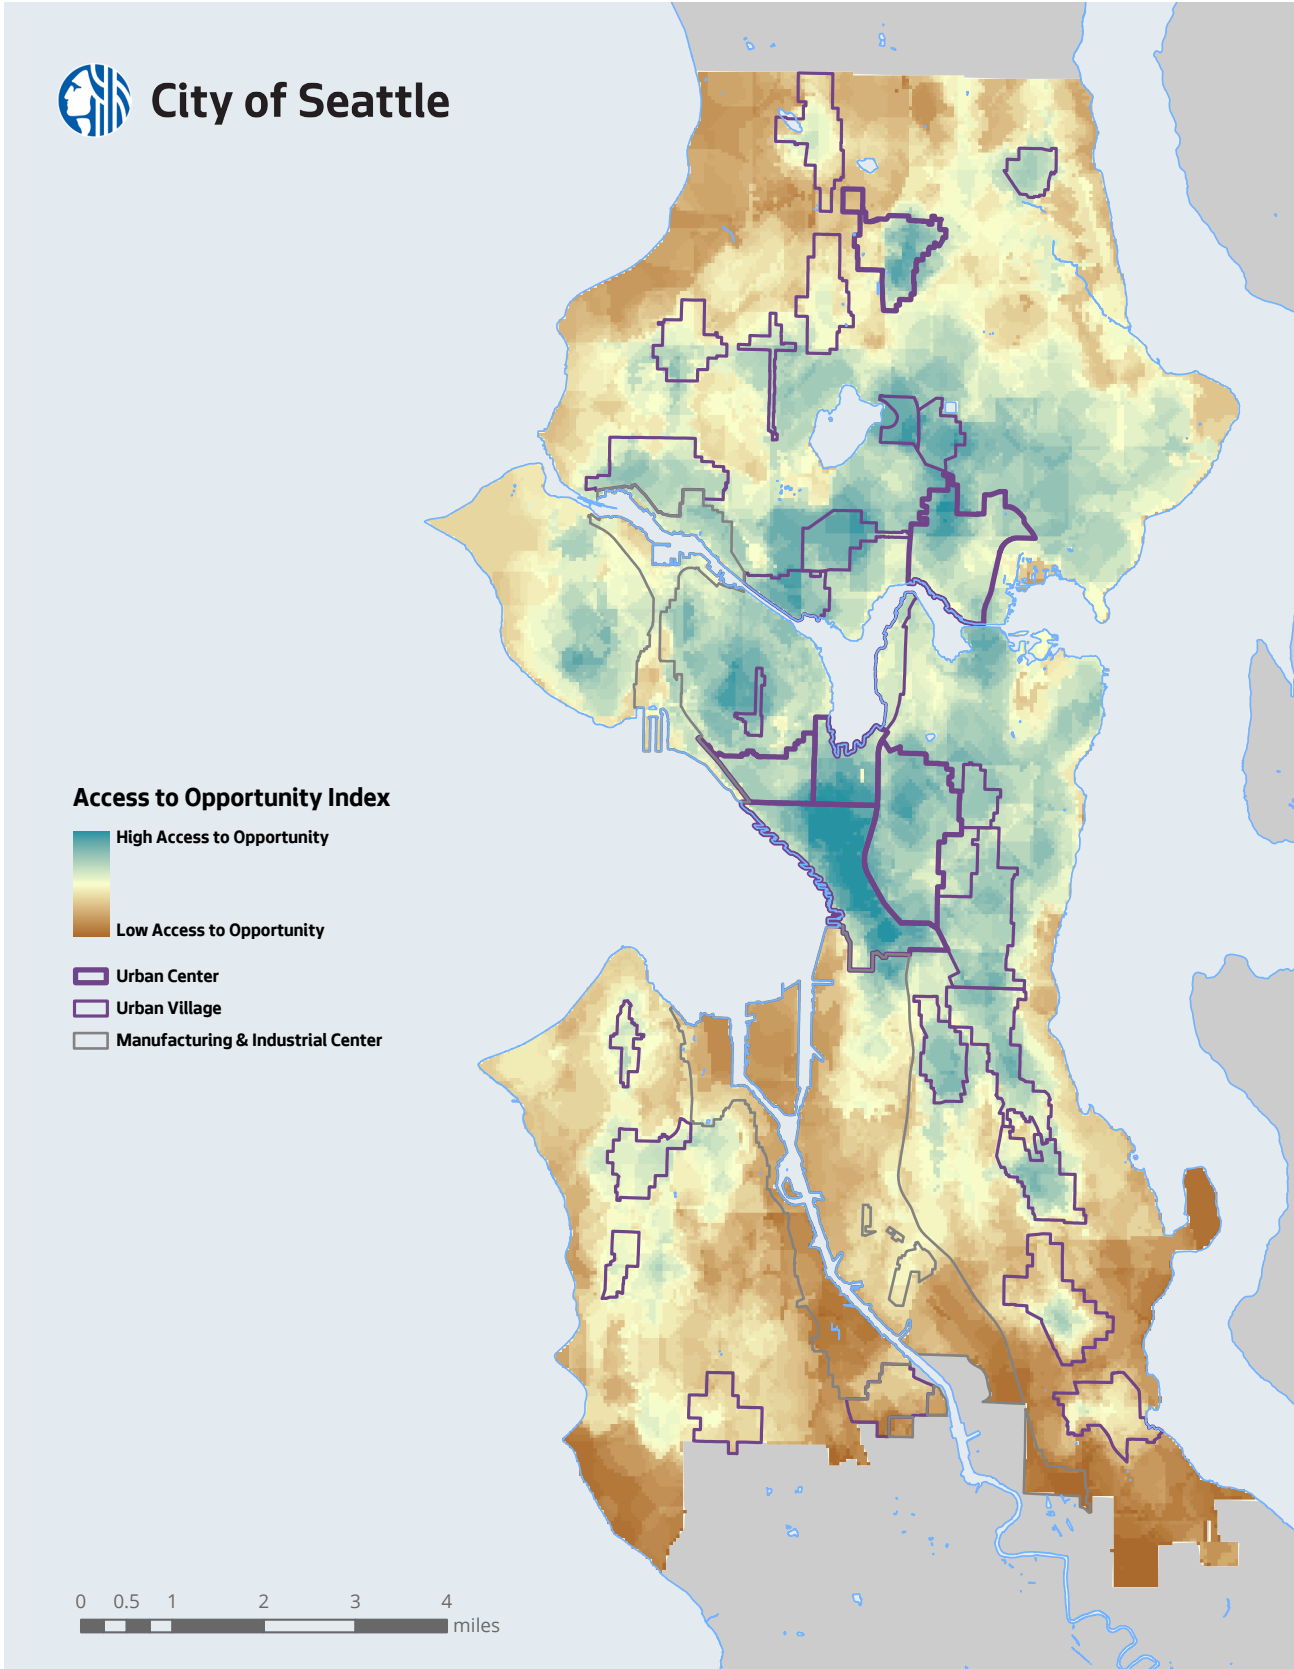 City of Seattle
Access to Opportunity Index
High Access to Opportunity
Low Access to Opportunity
Urban Center
Urban Village
Manufacturing & Industrial Center
0 0.5 1 2 3 4
miles